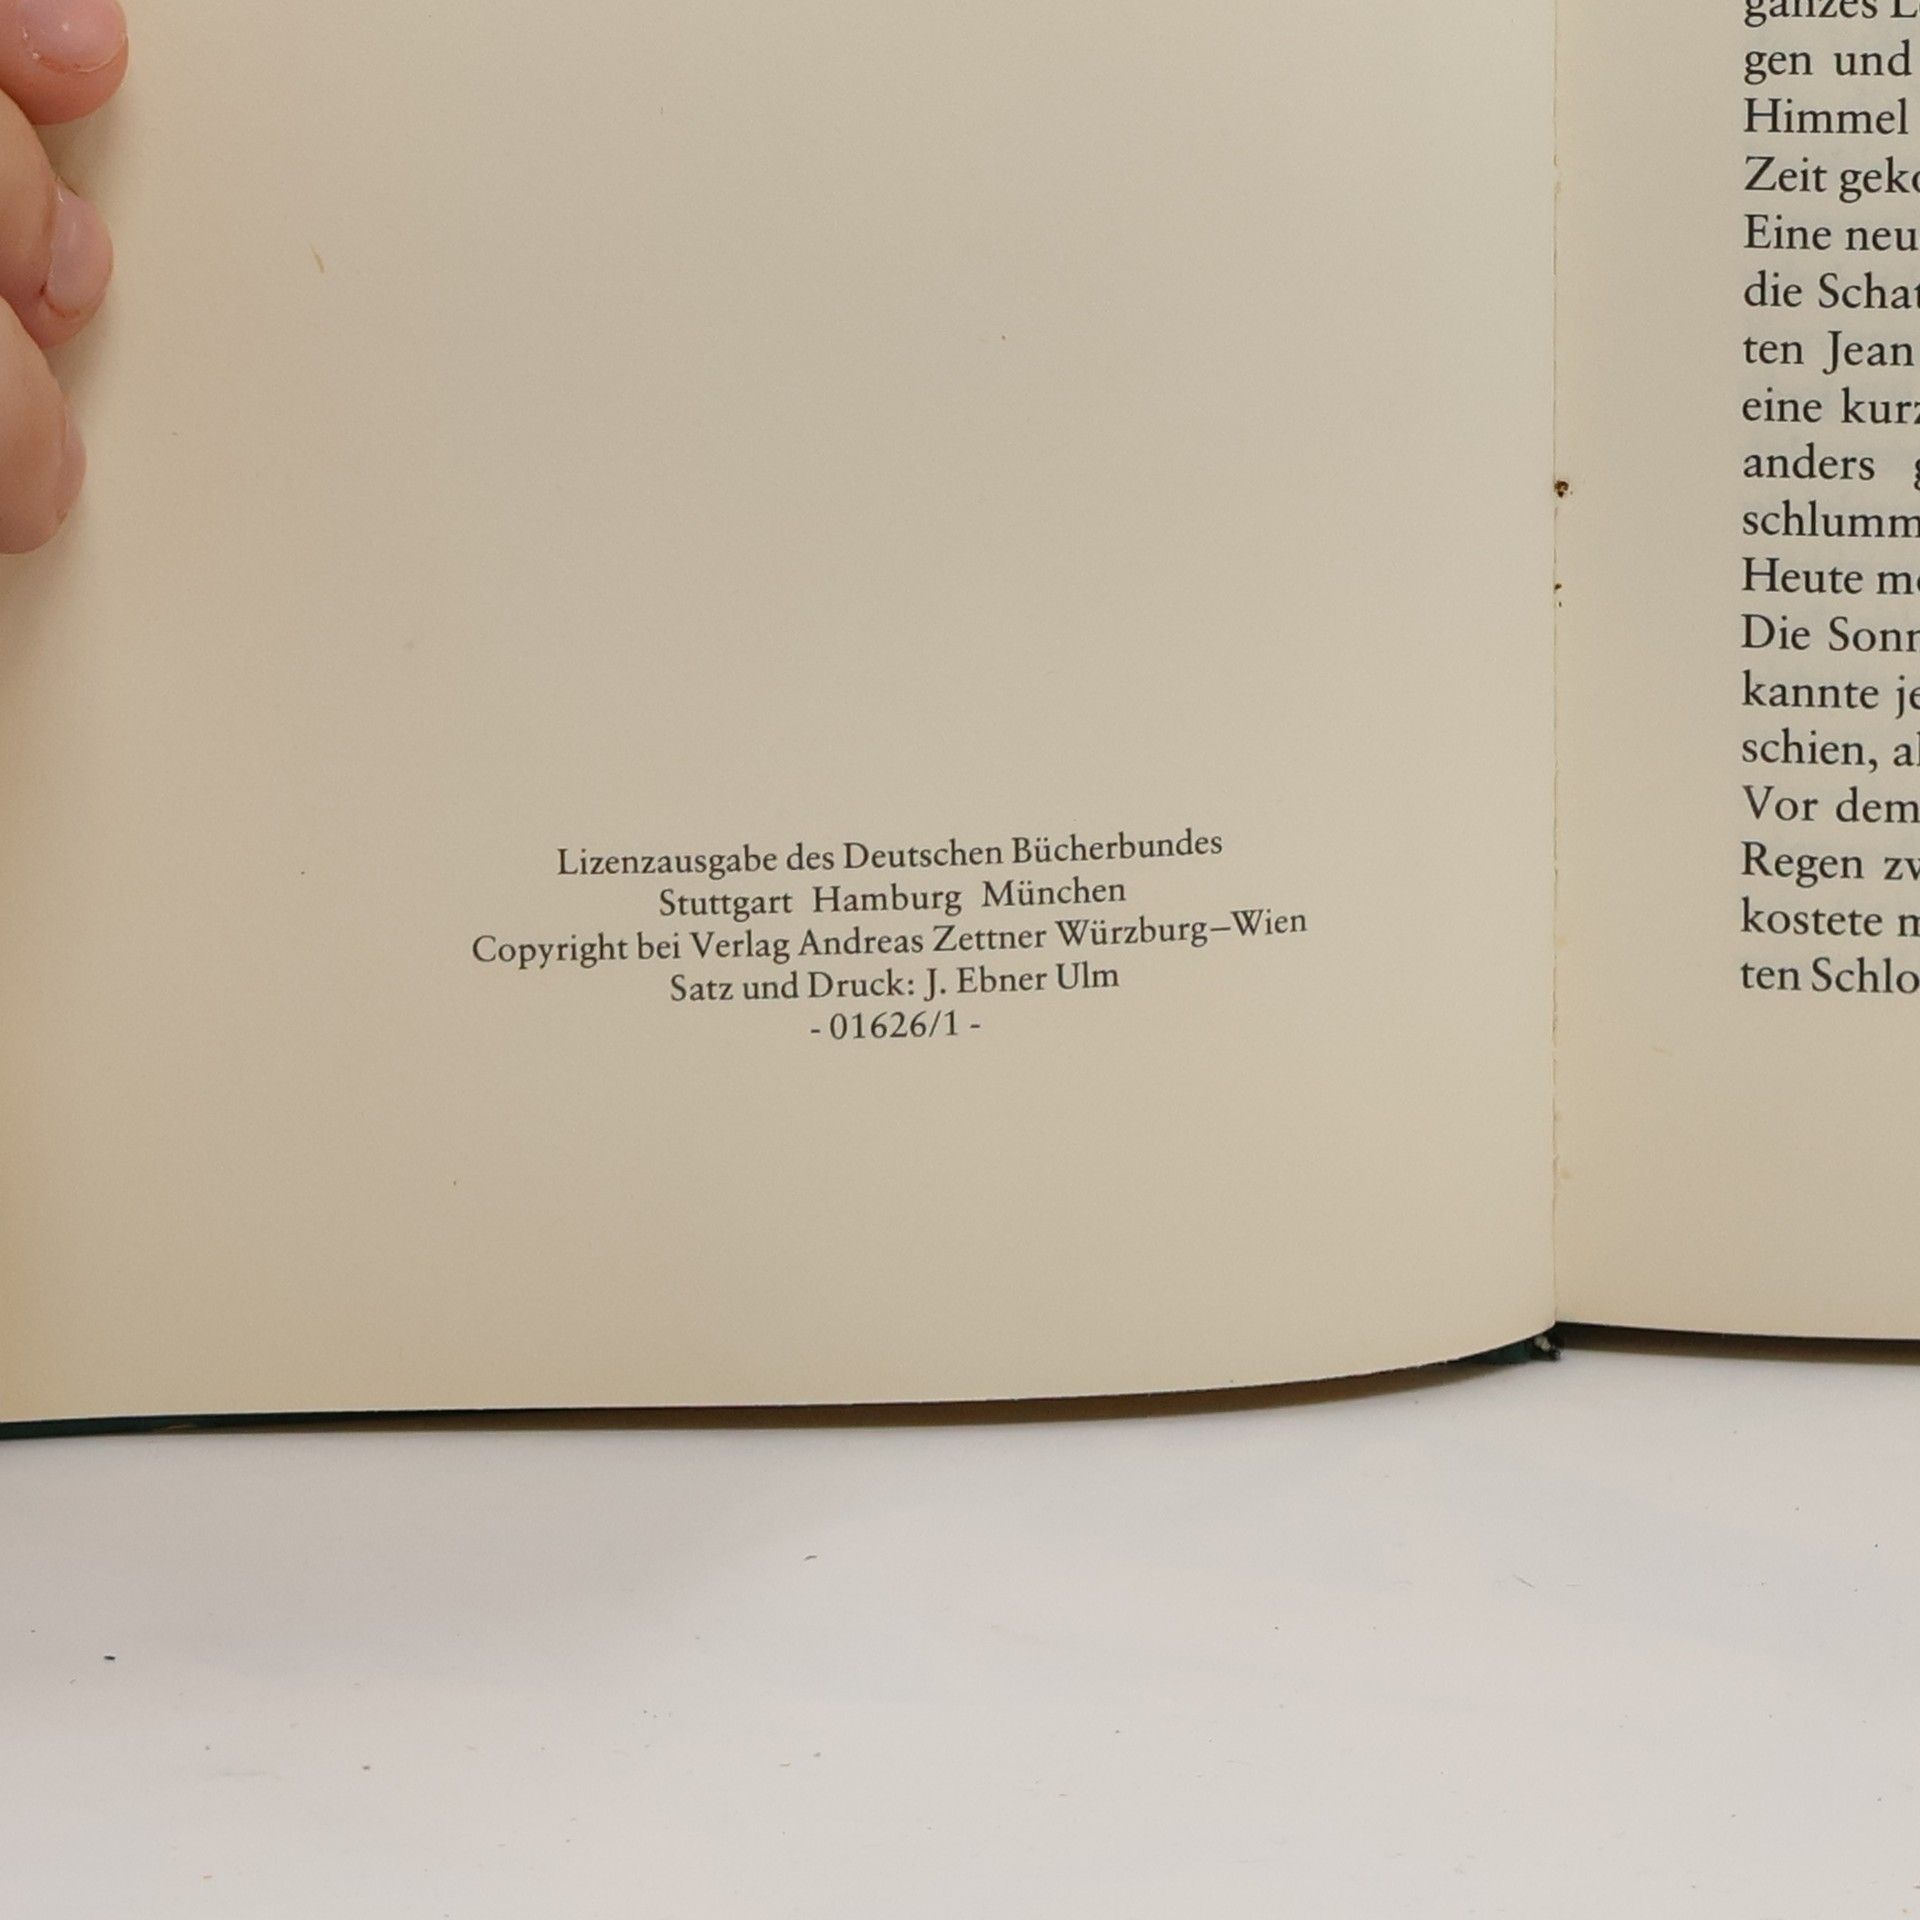 Lizenzausgabe des Deutschen Bücherbundes
Stuttgart Hamburg München
Copyright bei Verlag Andreas Zettner Würzburg–Wien
Satz und Druck: J. Ebner Ulm
- 01626/1 -
ganzes
gen und
Himmel
Zeit
Eine
die
ten Jean
eine
anders
Heute
Die
kannte
schien,
Vor dem
Regen
kostete
ten